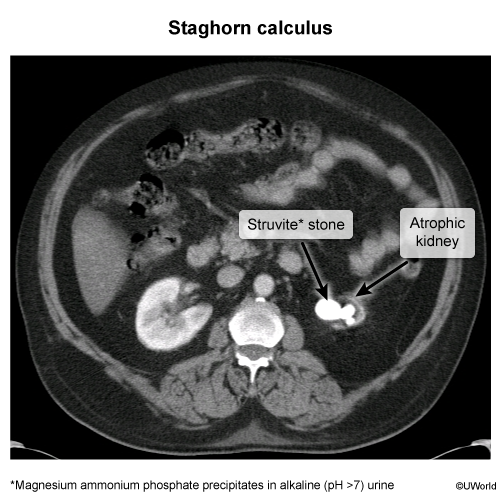 Staghorn calculus
Struvite* stone
Atrophic
kidney
*Magnesium ammonium phosphate precipitates in alkaline (pH >7) urine
©UWorld